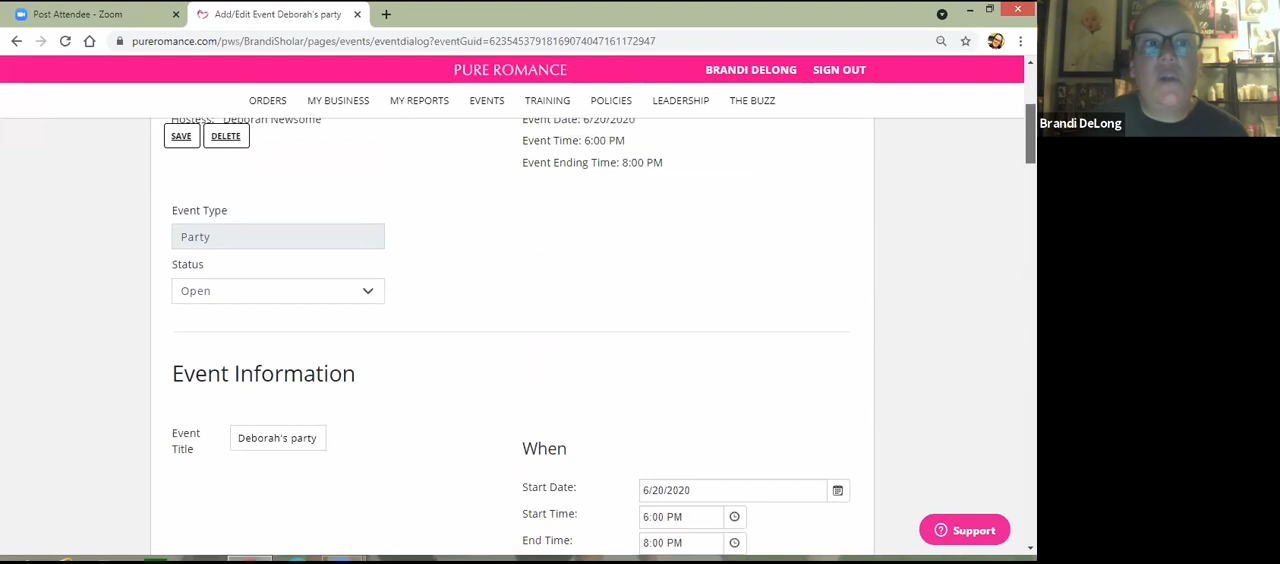 Post Attendee - Zoom
Add/Edit Event Deborah's party
pureromance.com/pws/BrandiSholar/pages/events/eventdialog?eventGuid=62354537918169074047161172947
PURE ROMANCE
BRANDI DELONG
SIGN OUT
ORDERS
MY BUSINESS
MY REPORTS
EVENTS
TRAINING
POLICIES
LEADERSHIP
THE BUZZ
Hostess: Deborah Newsome
Event Date: 6/20/2020
SAVE
DELETE
Event Time: 6:00 PM
Event Ending Time: 8:00 PM
Event Type
Party
Status
Open
Event Information
Event
Title
Deborah's party
When
Start Date:
6/20/2020
Start Time:
6:00 PM
End Time:
8:00 PM
Support
Brandi DeLong